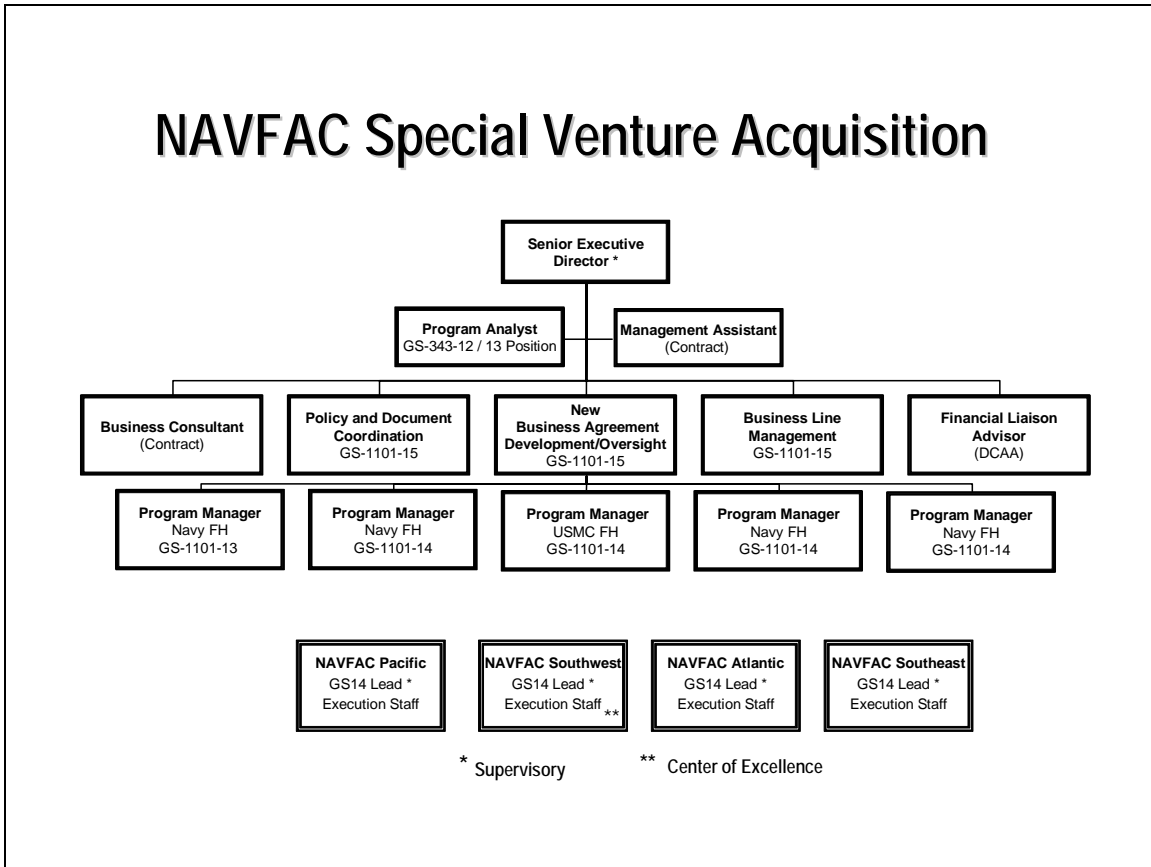 NAVFAC Special Venture Acquisition
Senior Executive
Director *
Program Analyst
GS-343-12 / 13 Position
Management Assistant
(Contract)
Business Consultant
(Contract)
Policy and Document
Coordination
GS-1101-15
New
Business Agreement
Development/Oversight
GS-1101-15
Business Line
Management
GS-1101-15
Financial Liaison
Advisor
(DCAA)
Program Manager
Navy FH
GS-1101-13
Program Manager
Navy FH
GS-1101-14
Program Manager
USMC FH
GS-1101-14
Program Manager
Navy FH
GS-1101-14
Program Manager
Navy FH
GS-1101-14
NAVFAC Pacific
GS14 Lead *
Execution Staff
NAVFAC Southwest
GS14 Lead *
Execution Staff **
NAVFAC Atlantic
GS14 Lead *
Execution Staff
NAVFAC Southeast
GS14 Lead *
Execution Staff
* Supervisory
** Center of Excellence